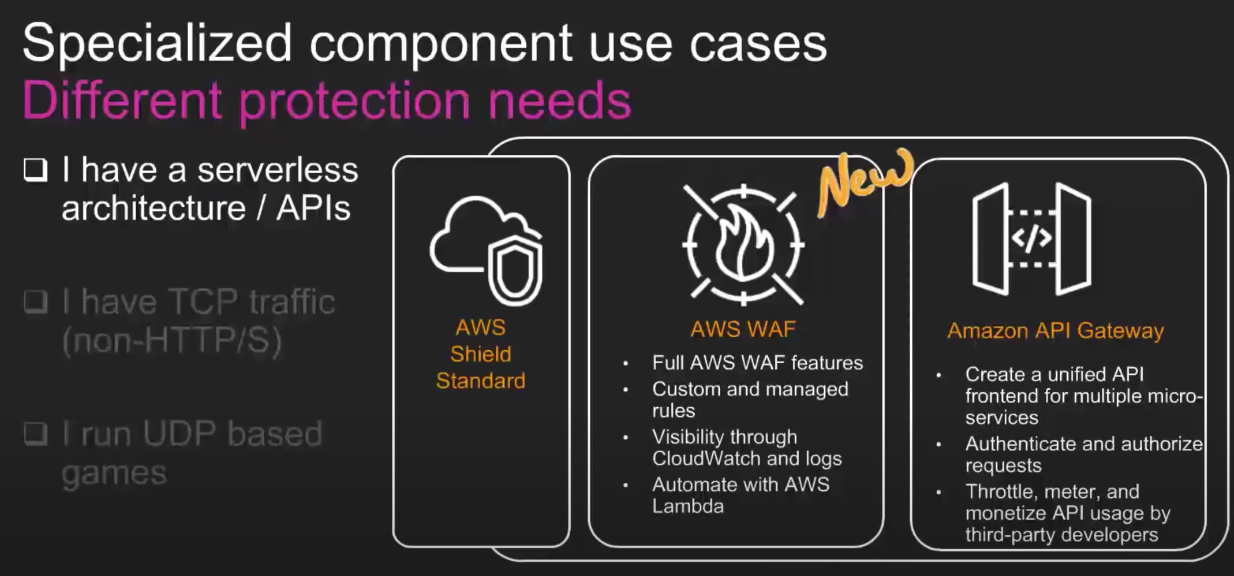 Specialized component use cases
Different protection needs
❑ I have a serverless
architecture / APIs
❑ I have TCP traffic
(non-HTTP/S)
❑ I run UDP based
games
AWS
Shield
Standard
New
AWS WAF
• Full AWS WAF features
• Custom and managed
rules
• Visibility through
CloudWatch and logs
• Automate with AWS
Lambda
</>
Amazon API Gateway
• Create a unified API
frontend for multiple micro-
services
• Authenticate and authorize
requests
• Throttle, meter, and
monetize API usage by
third-party developers